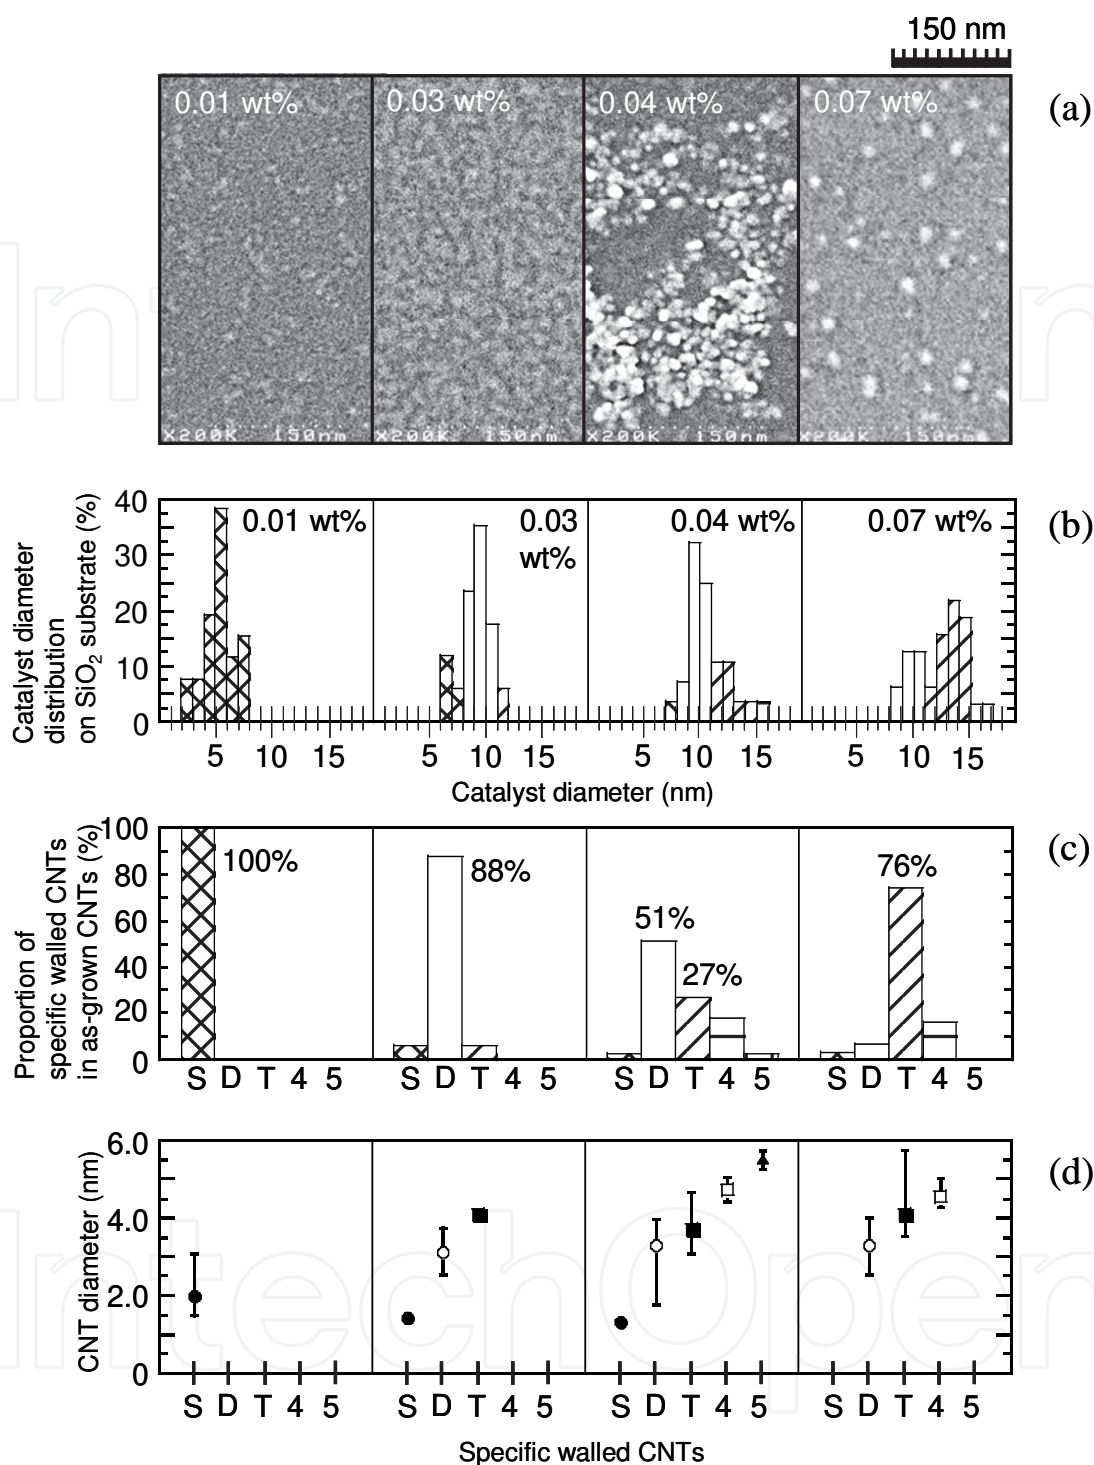 150 nm
(a)
0.01 wt%
0.03 wt%
0.04 wt%
0.07 wt%
X200K 150nm
X200K 150nm
X200K 150nm
X200K 150nm
(b)
Catalyst diameter
distribution
on SiO2 substrate (%)
40
30
20
10
0
0.01 wt%
0.03
wt%
0.04 wt%
0.07 wt%
5 10 15
5 10 15
5 10 15
5 10 15
Catalyst diameter (nm)
(c)
Proportion of
specific walled CNTs
in as-grown CNTs (%)
100
80
60
40
20
0
100%
88%
51%
27%
76%
S D T 4 5
S D T 4 5
S D T 4 5
S D T 4 5
(d)
CNT diameter (nm)
6.0
4.0
2.0
0
S D T 4 5
S D T 4 5
S D T 4 5
S D T 4 5
Specific walled CNTs
IntechOpen